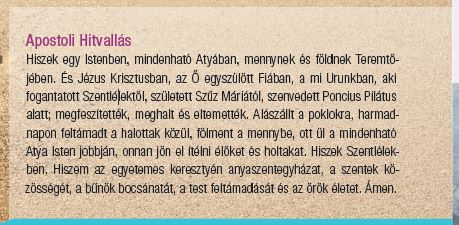 Apostoli Hitvallás
Hiszek egy Istenben, mindenható Atyában, mennynek és földnek Teremtő-
jében. És Jézus Krisztusban, az Ő egyszülött Fiában, a mi Urunkban, aki
fogantatott Szentlélektől, született Szűz Máriától, szenvedett Poncius Pilátus
alatt; megfeszítették, meghalt és eltemették. Alászállt a poklokra, harmad-
napon feltámadt a halottak közül, fölment a mennybe, ott ül a mindenható
Atya Isten jobbján, onnan jön el ítélni élőket és holtakat. Hiszek Szentlélek-
ben. Hiszem az egyetemes keresztyén anyaszentegyházat, a szentek kö-
zösségét, a bűnök bocsánatát, a test feltámadását és az örök életet. Ámen.